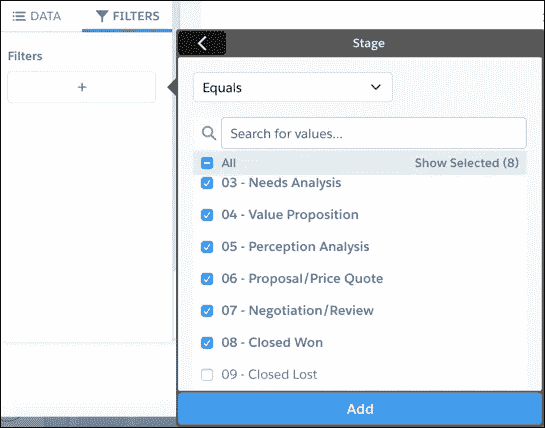 DATA
FILTERS
Filters
+
Stage
Equals
Search for values...
All
Show Selected (8)
03 - Needs Analysis
04 - Value Proposition
05 - Perception Analysis
06 - Proposal/Price Quote
07 - Negotiation/Review
08 - Closed Won
09 - Closed Lost
Add